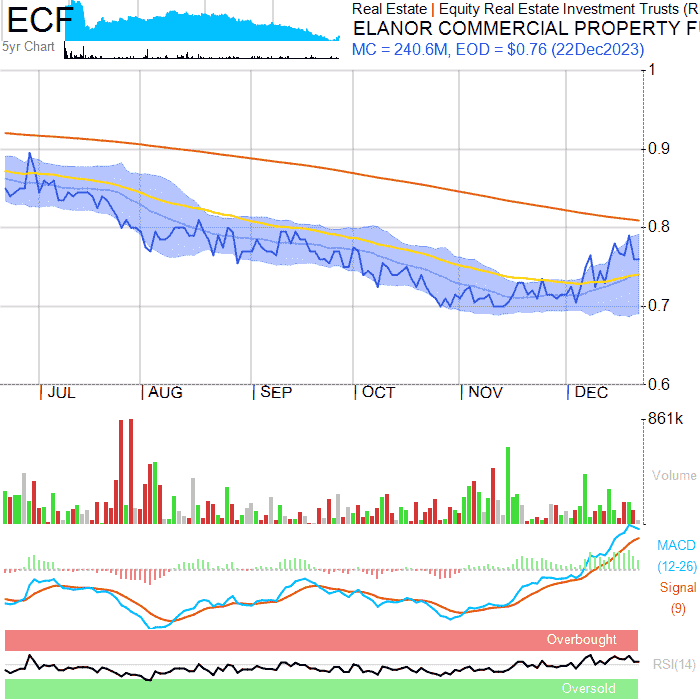 ECF
5yr Chart
Real Estate | Equity Real Estate Investment Trusts (R
ELANOR COMMERCIAL PROPERTY F
MC = 240.6M, EOD = $0.76 (22Dec2023)
1
0.9
0.8
0.7
0.6
JUL AUG SEP OCT NOV DEC
861k
Volume
MACD
(12-26)
Signal
(9)
Overbought
RSI(14)
Oversold